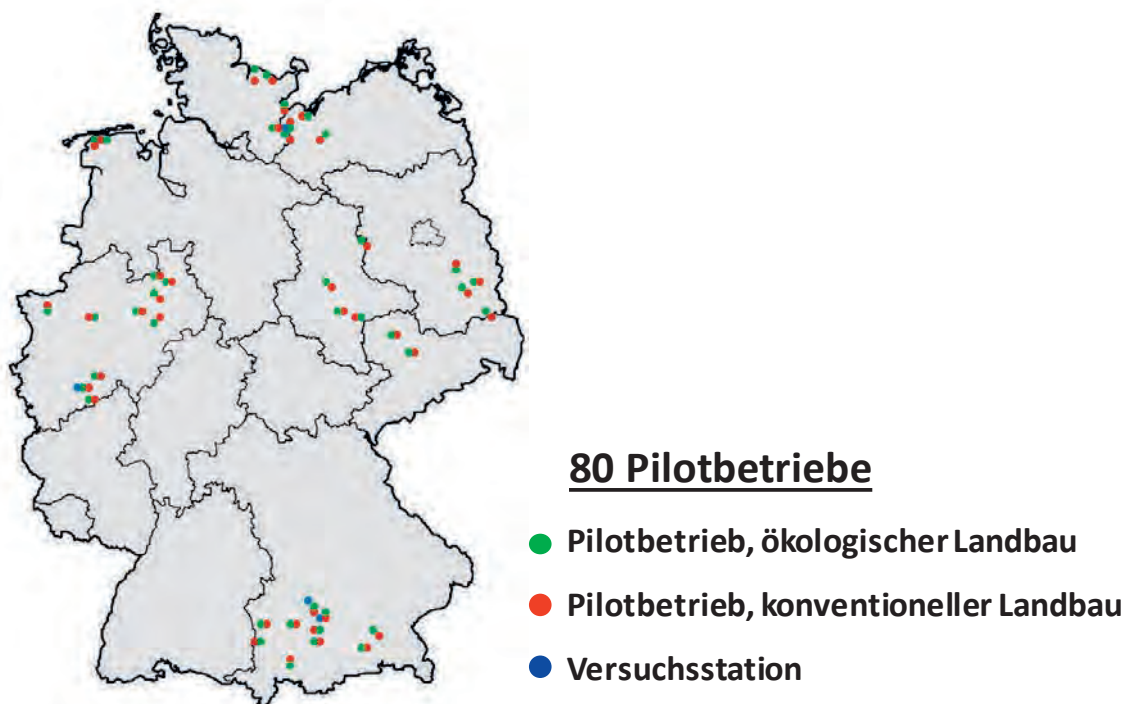 80 Pilotbetriebe
Pilotbetrieb, ökologischer Landbau
Pilotbetrieb, konventioneller Landbau
Versuchsstation